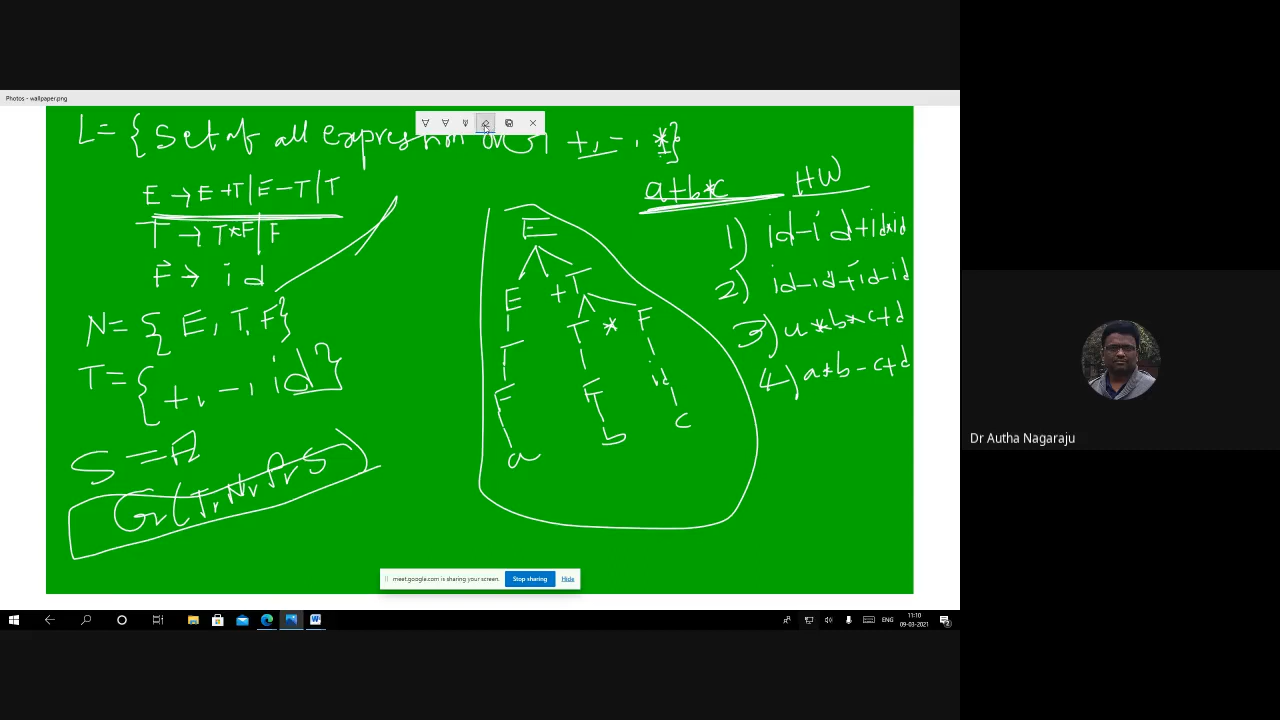 Photos - wallpaper.png
L = { Set of all expression over +, -, * }
E → E +T | E - T | T
T → T*F | F
F → id
N = { E, T, F }
T = { +, -, id }
S =
G ( T, N, P, S )
a+b*c
E
E + T
T T * F
F F id
a b c
HW
1) id-id+id*id
2) id-id+id-id
3) a*b*c+d
4) a*b-c+d
Dr Autha Nagaraju
meet.google.com is sharing your screen. Stop sharing Hide
ENG 11:10
09-03-2021